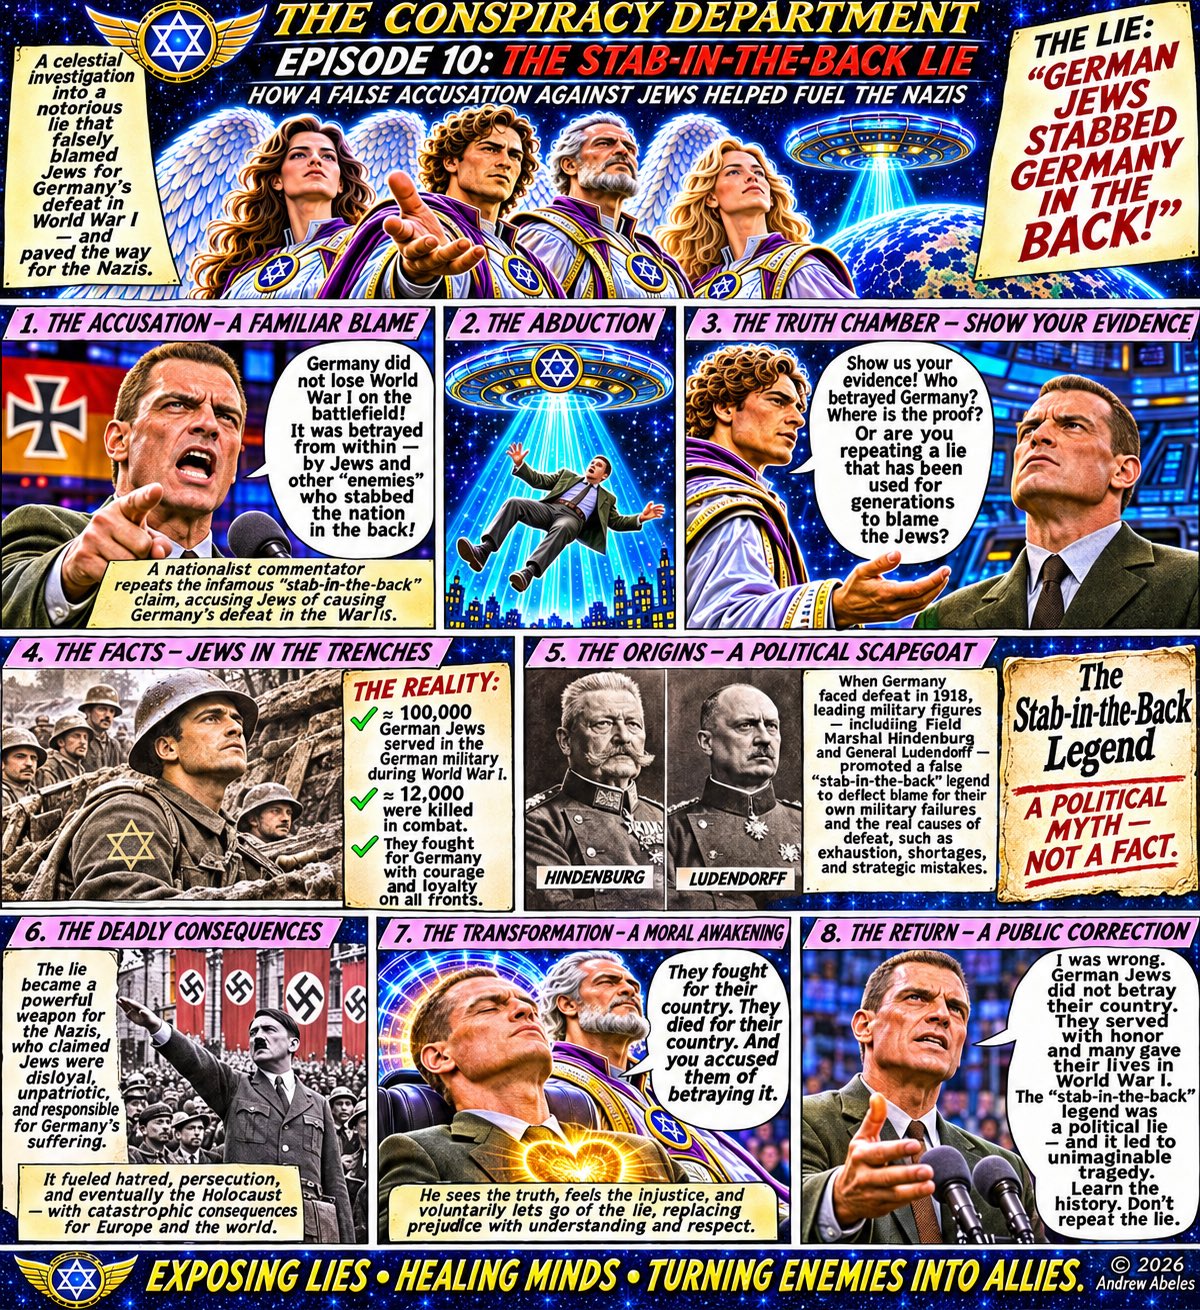 THE CONSPIRACY DEPARTMENT
EPISODE 10: THE STAB-IN-THE-BACK LIE
HOW A FALSE ACCUSATION AGAINST JEWS HELPED FUEL THE NAZIS
A celestial
investigation
into a
notorious
lie that
falsely
blamed
Jews for
Germany's
defeat in
World War I
— and
paved the way
for the Nazis.
THE LIE:
"GERMAN
JEWS
STABBED
GERMANY
IN THE
BACK!"
1. THE ACCUSATION – A FAMILIAR BLAME
Germany did
not lose World
War I on the
battlefield!
It was betrayed
from within —
by Jews and
other "enemies"
who stabbed
the nation
in the back!
A nationalist commentator
repeats the infamous "stab-in-the-back"
claim, accusing Jews of causing
Germany's defeat in the War
2. THE ABDUCTION
3. THE TRUTH CHAMBER – SHOW YOUR EVIDENCE
Show us your
evidence! Who
betrayed Germany?
Where is the proof?
Or are you
repeating a lie
that has been
used for
generations
to blame
the Jews?
4. THE FACTS – JEWS IN THE TRENCHES
THE REALITY:
≈ 100,000
German Jews
served in the
German military
during World War I.
≈ 12,000
were killed
in combat.
They fought
for Germany
with courage
and loyalty
on all fronts.
5. THE ORIGINS – A POLITICAL SCAPEGOAT
HINDENBURG
LUDENDORFF
When Germany
faced defeat in 1918,
leading military figures
— includiing Field
Marshal Hindenburg
and General Ludendorff —
promoted a false
"stab-in-the-back" legend
to deflect blame for their
own military failures
and the real causes of
defeat, such as
exhaustion, shortages,
and strategic mistakes.
The
Stab-in-the-Back
Legend
A POLITICAL
MYTH —
NOT A FACT.
6. THE DEADLY CONSEQUENCES
The lie
became a
powerful
weapon for
the Nazis,
who claimed
Jews were
disloyal,
unpatriotic,
and responsible
for Germany's
suffering.
It fueled hatred, persecution,
and eventually the Holocaust
— with catastrophic consequences
for Europe and the world.
7. THE TRANSFORMATION – A MORAL AWAKENING
They fought
for their
country. They
died for their
country. And
you accused
them of
betraying it.
He sees the truth, feels the injustice, and
voluntarily lets go of the lie, replacing
prejudice with understanding and respect.
8. THE RETURN – A PUBLIC CORRECTION
I was wrong.
German Jews
did not betray
their country.
They served
with honor
and many gave
their lives in
World War I.
The "stab-in-the-back"
legend was
a political lie
— and it led to
unimaginable
tragedy.
Learn the
history. Don't
repeat the lie.
EXPOSING LIES • HEALING MINDS • TURNING ENEMIES INTO ALLIES.
© 2026
Andrew Abeles